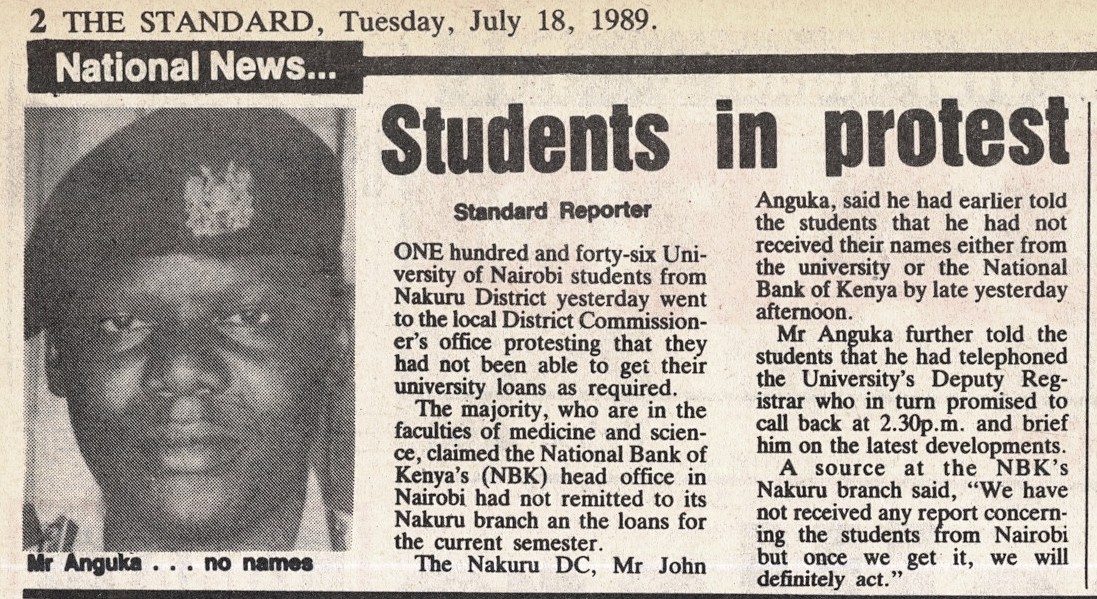 2 THE STANDARD, Tuesday, July 18, 1989.
National News...
Students in protest
Standard Reporter
ONE hundred and forty-six Uni-
versity of Nairobi students from
Nakuru District yesterday went
to the local District Commission-
er's office protesting that they
had not been able to get their
university loans as required.
The majority, who are in the
faculties of medicine and scien-
ce, claimed the National Bank of
Kenya's (NBK) head office in
Nairobi had not remitted to its
Nakuru branch an the loans for
the current semester.
The Nakuru DC, Mr John
Anguka, said he had earlier told
the students that he had not
received their names either from
the university or the National
Bank of Kenya by late yesterday
afternoon.
Mr Anguka further told the
students that he had telephoned
the University's Deputy Reg-
istrar who in turn promised to
call back at 2.30p.m. and brief
him on the latest developments.
A source at the NBK's
Nakuru branch said, "We have
not received any report concern-
ing the students from Nairobi
but once we get it, we will
definitely act."
Mr Anguka . . . no names